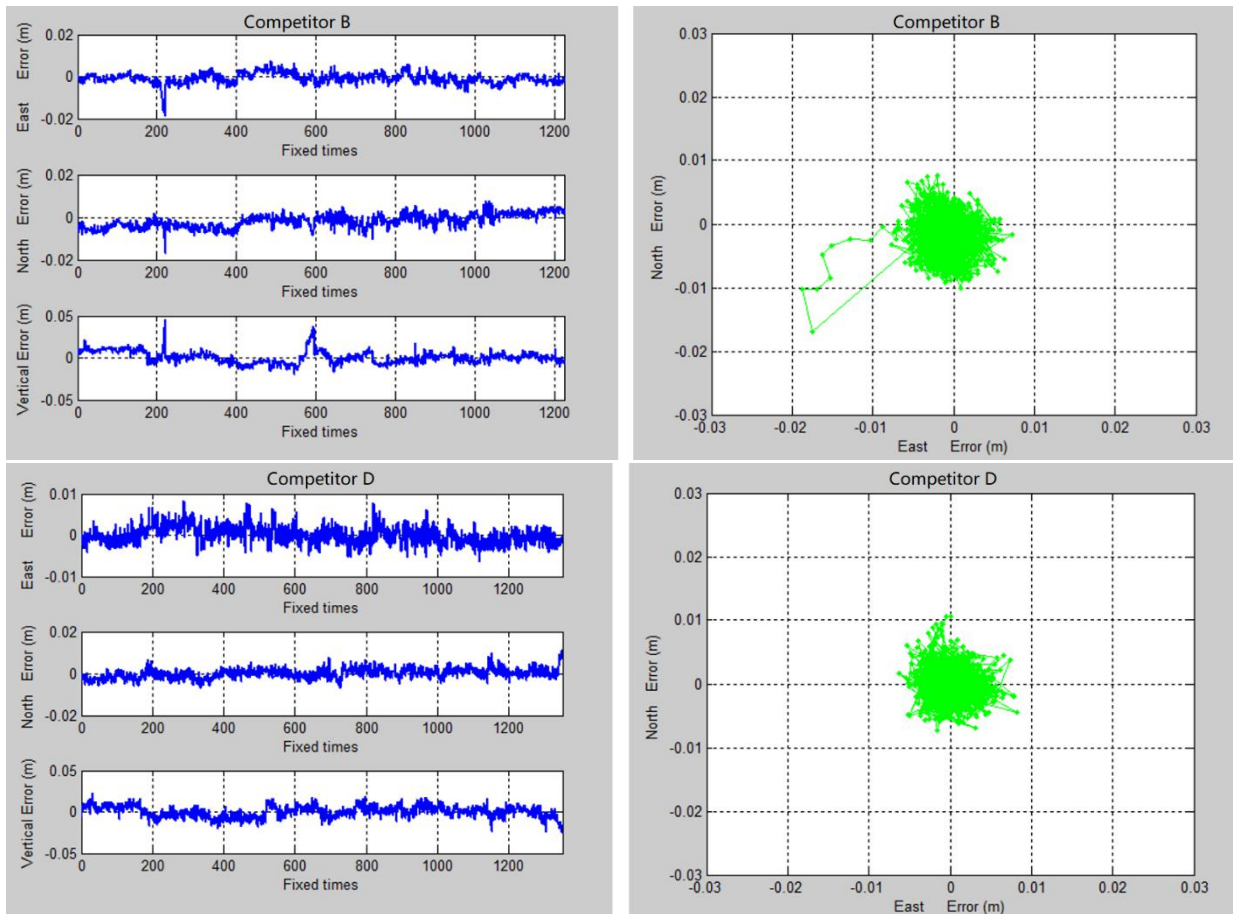 Competitor B
East Error (m)
0.02
0
-0.02
0 200 400 600 800 1000 1200
Fixed times
North Error (m)
0.02
0
-0.02
0 200 400 600 800 1000 1200
Fixed times
Vertical Error (m)
0.05
0
-0.05
0 200 400 600 800 1000 1200
Fixed times
Competitor B
North Error (m)
0.03
0.02
0.01
0
-0.01
-0.02
-0.03
-0.03 -0.02 -0.01 0 0.01 0.02 0.03
East Error (m)
Competitor D
East Error (m)
0.01
0
-0.01
0 200 400 600 800 1000 1200
Fixed times
North Error (m)
0.02
0
-0.02
0 200 400 600 800 1000 1200
Fixed times
Vertical Error (m)
0.05
0
-0.05
0 200 400 600 800 1000 1200
Fixed times
Competitor D
North Error (m)
0.03
0.02
0.01
0
-0.01
-0.02
-0.03
-0.03 -0.02 -0.01 0 0.01 0.02 0.03
East Error (m)